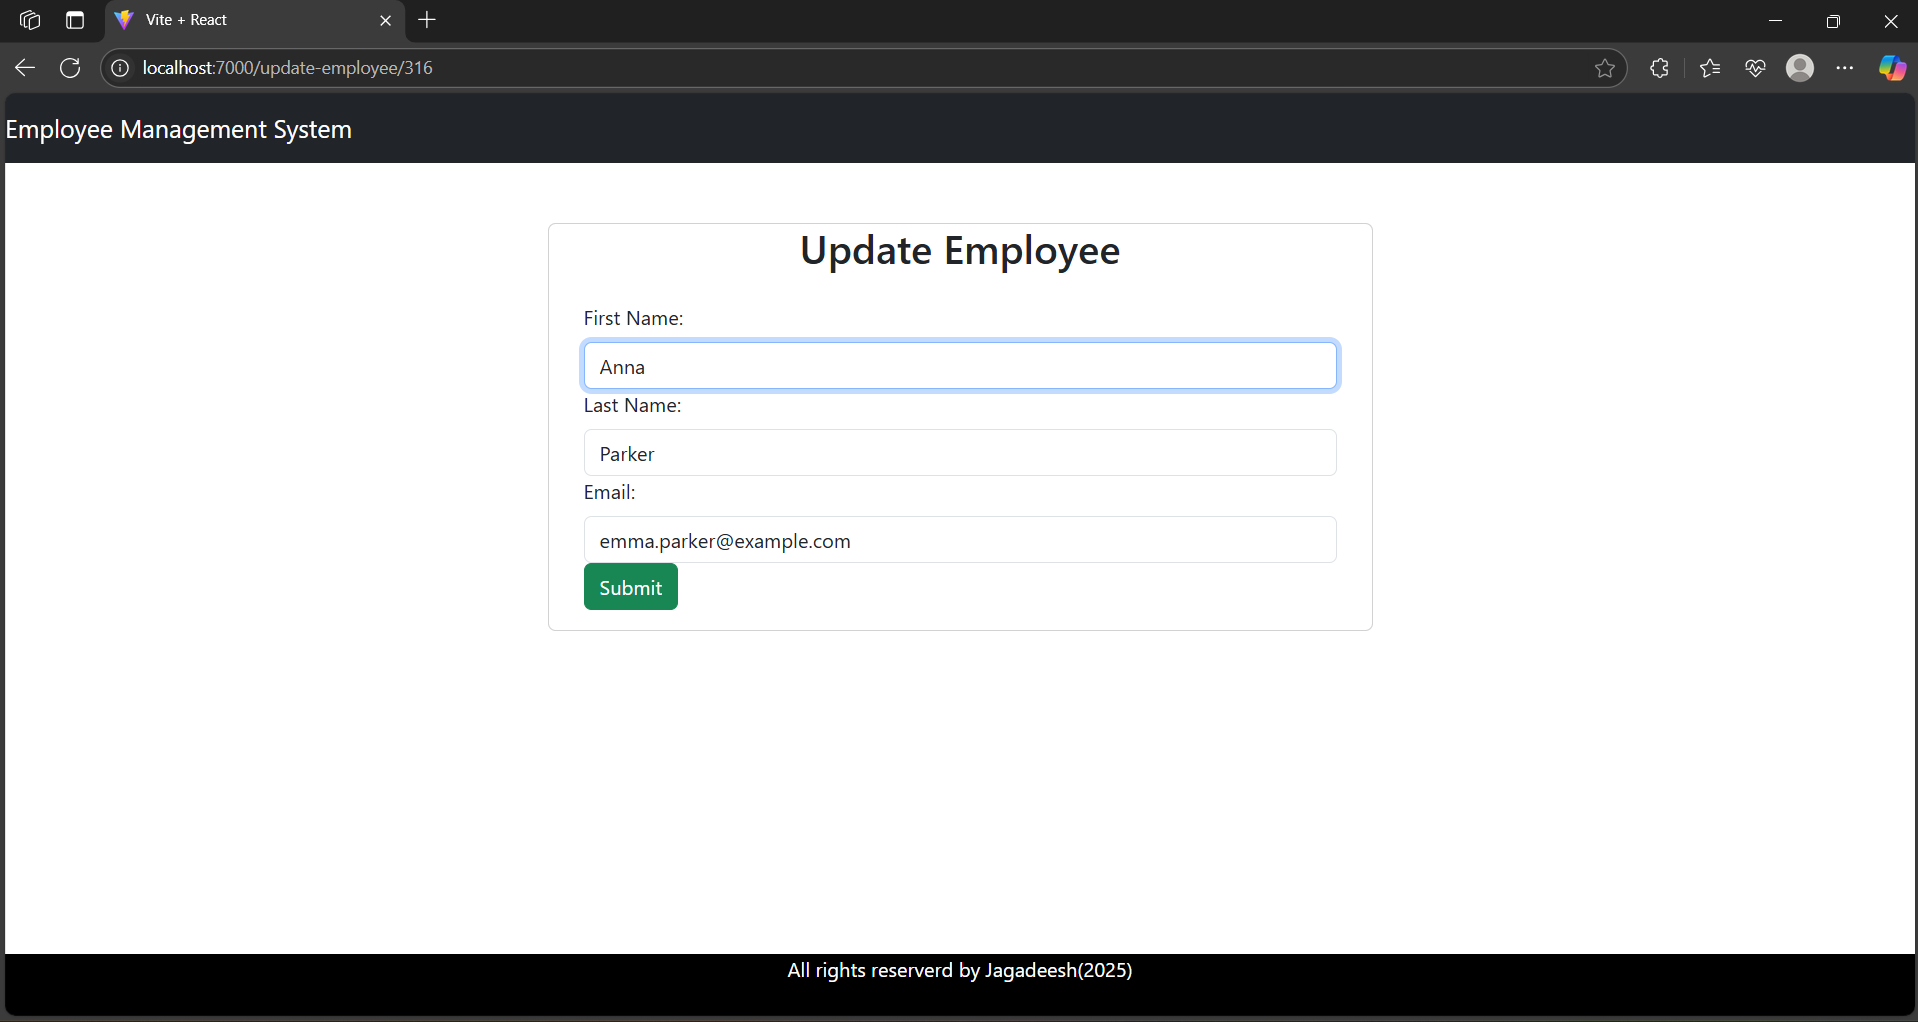 Vite + React
localhost:7000/update-employee/316
Employee Management System
Update Employee
First Name:
Anna
Last Name:
Parker
Email:
emma.parker@example.com
Submit
All rights reserverd by Jagadeesh(2025)